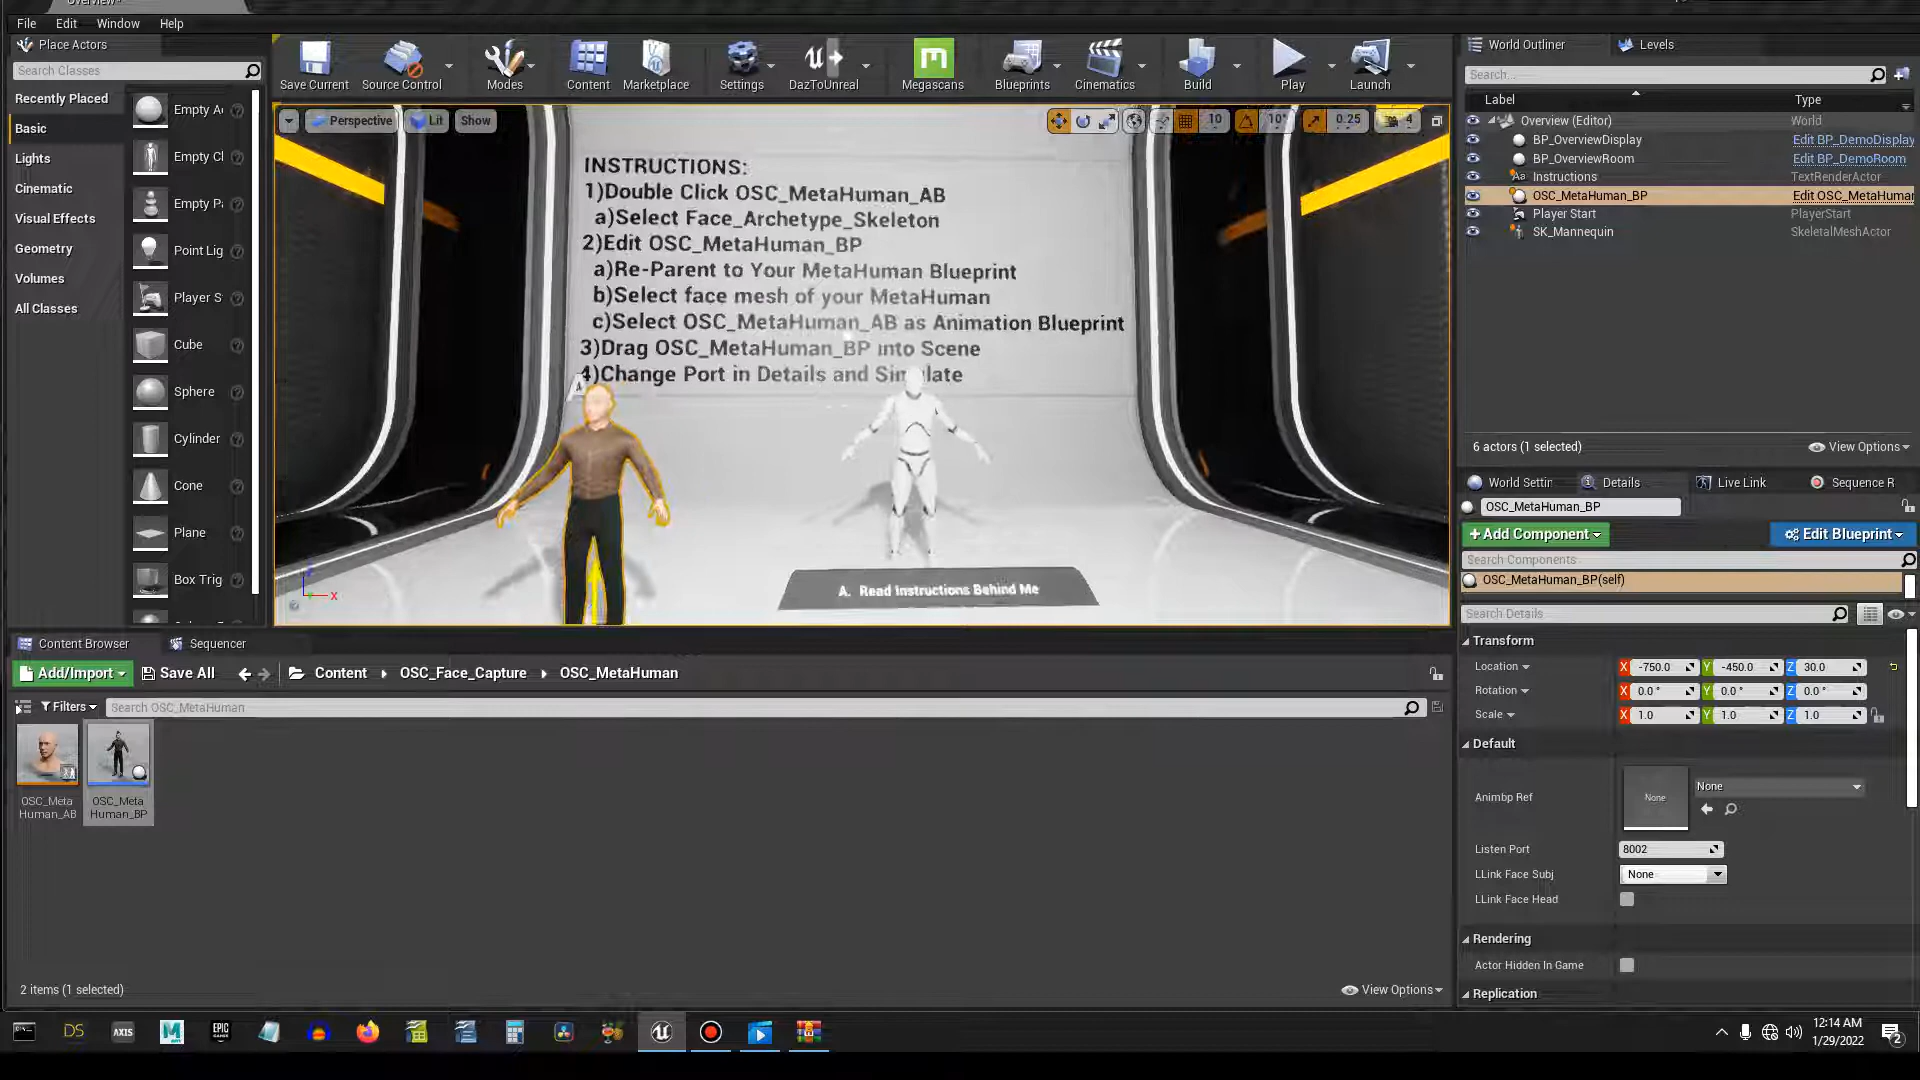 Overview*
File Edit Window Help
Place Actors
Search Classes
Recently Placed
Basic
Lights
Cinematic
Visual Effects
Geometry
Volumes
All Classes
Empty A
Empty Cl
Empty P
Point Lig
Player S
Cube
Sphere
Cylinder
Cone
Plane
Box Trig
Save Current
Source Control
Modes
Content
Marketplace
Settings
DazToUnreal
Megascans
Blueprints
Cinematics
Build
Play
Launch
Perspective Lit Show
10 10° 0.25 4
INSTRUCTIONS:
1)Double Click OSC_MetaHuman_AB
a)Select Face_Archetype_Skeleton
2)Edit OSC_MetaHuman_BP
a)Re-Parent to Your MetaHuman Blueprint
b)Select face mesh of your MetaHuman
c)Select OSC_MetaHuman_AB as Animation Blueprint
3)Drag OSC_MetaHuman_BP into Scene
4)Change Port in Details and Simulate
A. Read Instructions Behind Me
X
World Outliner Levels
Search...
Label Type
Overview (Editor) World
BP_OverviewDisplay Edit BP_DemoDisplay
BP_OverviewRoom Edit BP_DemoRoom
Instructions TextRenderActor
OSC_MetaHuman_BP Edit OSC_MetaHuman
Player Start PlayerStart
SK_Mannequin SkeletalMeshActor
6 actors (1 selected) View Options
World Settin Details Live Link Sequence R
OSC_MetaHuman_BP
+Add Component Edit Blueprint
Search Components
OSC_MetaHuman_BP(self)
Search Details
Transform
Location X -750.0 Y -450.0 Z 30.0
Rotation X 0.0° Y 0.0° Z 0.0°
Scale X 1.0 Y 1.0 Z 1.0
Default
Animbp Ref None None
Listen Port 8002
LLink Face Subj None
LLink Face Head
Rendering
Actor Hidden In Game
Replication
Content Browser Sequencer
Add/Import Save All Content OSC_Face_Capture OSC_MetaHuman
Filters Search OSC_MetaHuman
OSC_Meta
Human_AB
OSC_Meta
Human_BP
2 items (1 selected) View Options
DS
AXIS
M
EPIC
GAMES
12:14 AM
1/29/2022
2